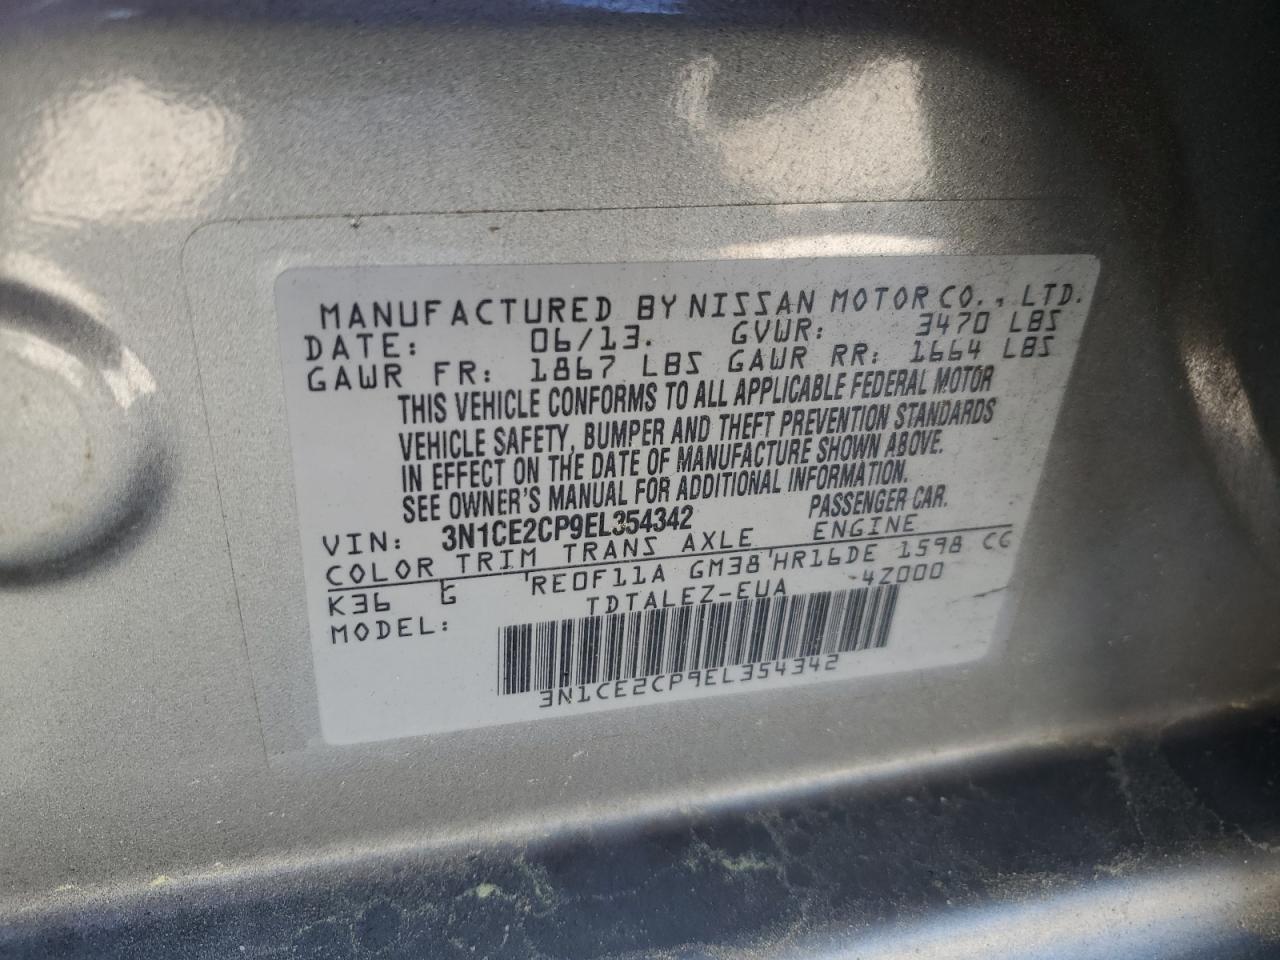 MANUFACTURED BY NISSAN MOTOR CO., LTD.
DATE: 06/13. GVWR: 3470 LBS
GAWR FR: 1867 LBS GAWR RR: 1664 LBS
THIS VEHICLE CONFORMS TO ALL APPLICABLE FEDERAL MOTOR
VEHICLE SAFETY, BUMPER AND THEFT PREVENTION STANDARDS
IN EFFECT ON THE DATE OF MANUFACTURE SHOWN ABOVE.
SEE OWNER'S MANUAL FOR ADDITIONAL INFORMATION.
VIN: 3N1CE2CP9EL354342 PASSENGER CAR.
COLOR TRIM TRANS AXLE ENGINE
K36 G RE0F11A GM38 HR16DE 1598 CC
MODEL: TDTALEZ-EUA 4Z000
3N1CE2CP9EL354342